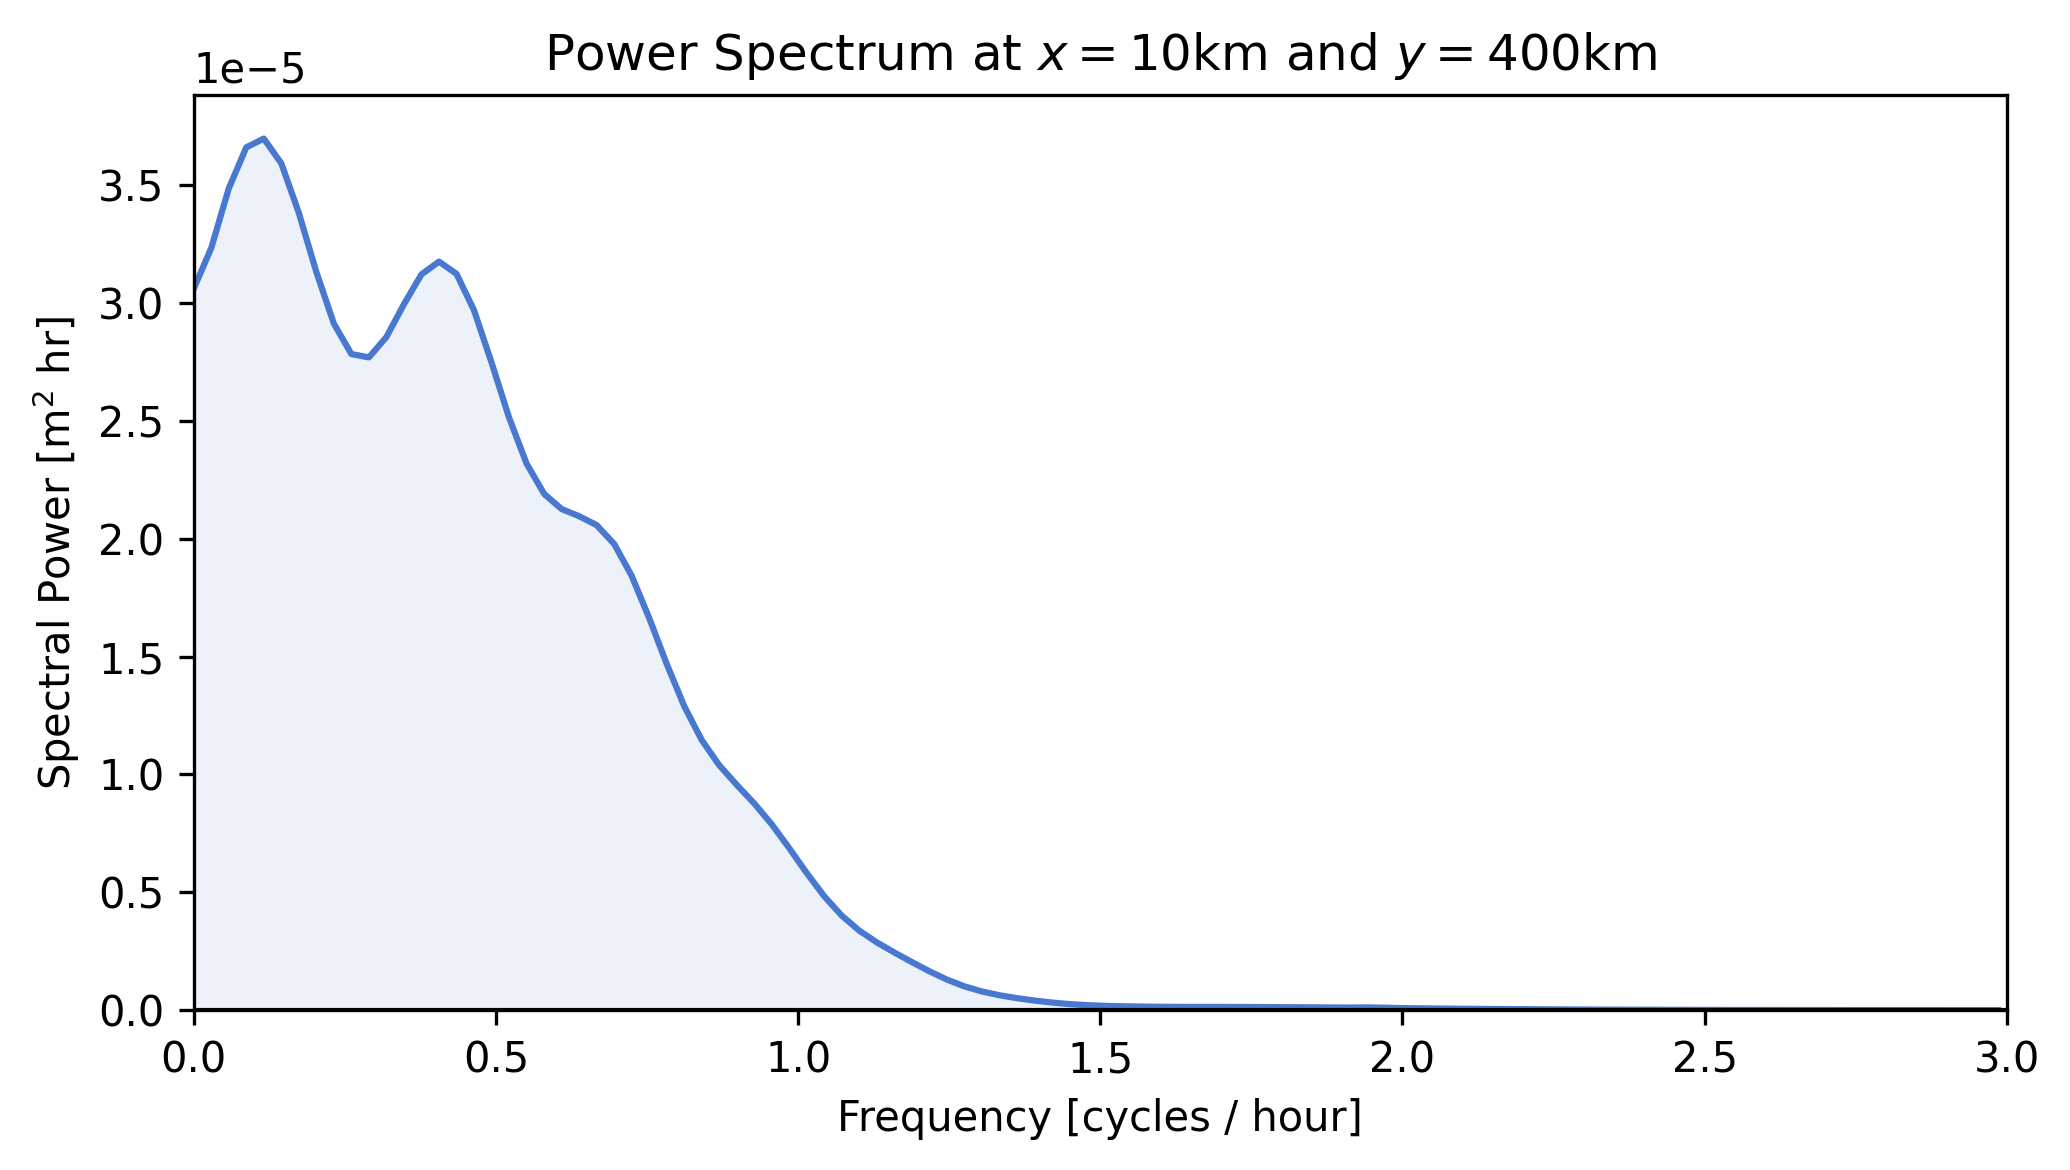 Power Spectrum at x = 10km and y = 400km
1e−5
Spectral Power [m² hr]
3.5
3.0
2.5
2.0
1.5
1.0
0.5
0.0
0.0 0.5 1.0 1.5 2.0 2.5 3.0
Frequency [cycles / hour]